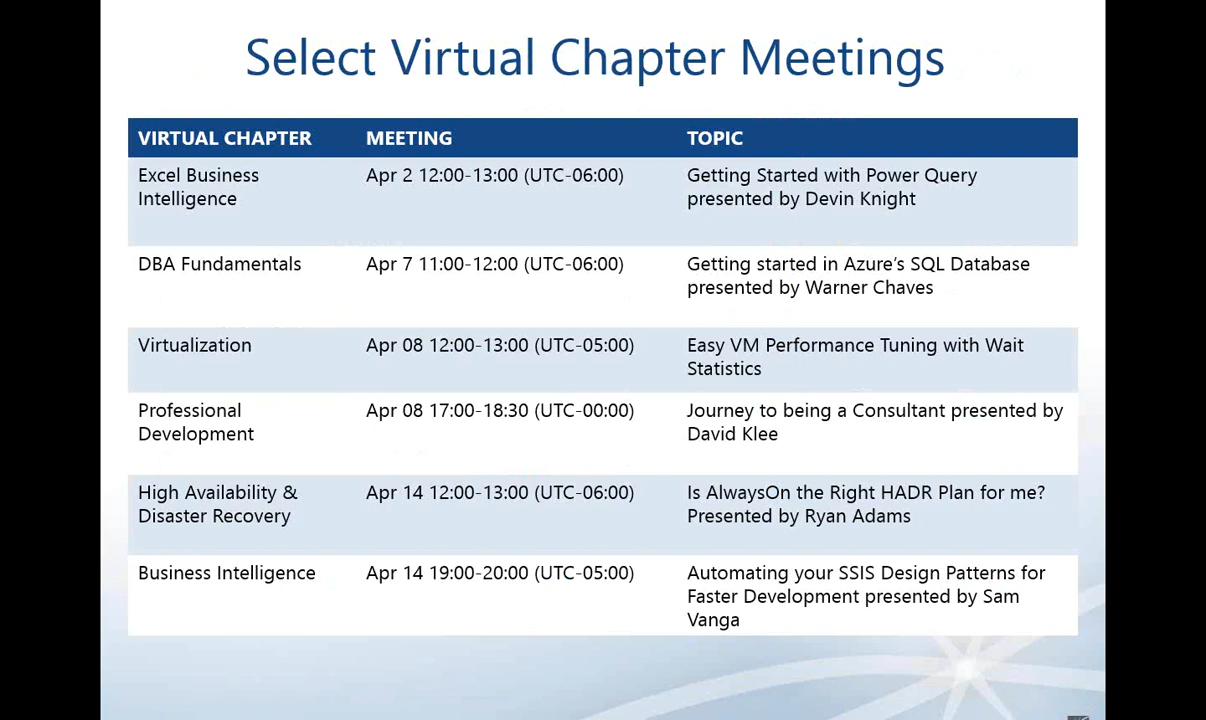 Select Virtual Chapter Meetings
VIRTUAL CHAPTER MEETING TOPIC
Excel Business Apr 2 12:00-13:00 (UTC-06:00) Getting Started with Power Query
Intelligence presented by Devin Knight
DBA Fundamentals Apr 7 11:00-12:00 (UTC-06:00) Getting started in Azure's SQL Database
presented by Warner Chaves
Virtualization Apr 08 12:00-13:00 (UTC-05:00) Easy VM Performance Tuning with Wait
Statistics
Professional Apr 08 17:00-18:30 (UTC-00:00) Journey to being a Consultant presented by
Development David Klee
High Availability & Apr 14 12:00-13:00 (UTC-06:00) Is AlwaysOn the Right HADR Plan for me?
Disaster Recovery Presented by Ryan Adams
Business Intelligence Apr 14 19:00-20:00 (UTC-05:00) Automating your SSIS Design Patterns for
Faster Development presented by Sam
Vanga